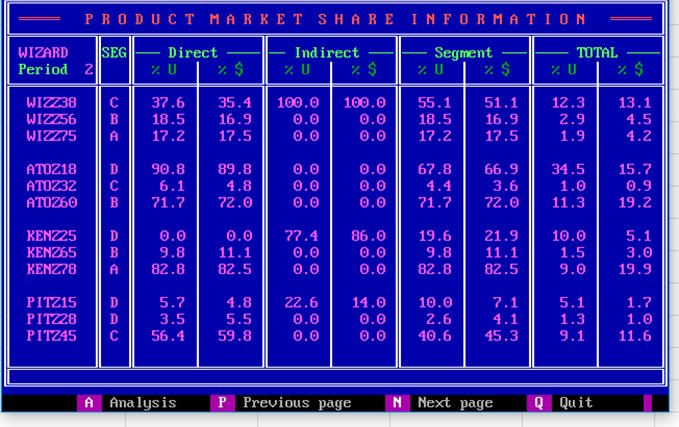 PRODUCT MARKET SHARE INFORMATION
WIZARD SEG Direct Indirect Segment TOTAL
Period 2 % U % $ % U % $ % U % $ % U % $
WIZZ38 C 37.6 35.4 100.0 100.0 55.1 51.1 12.3 13.1
WIZZ56 B 18.5 16.9 0.0 0.0 18.5 16.9 2.9 4.5
WIZZ75 A 17.2 17.5 0.0 0.0 17.2 17.5 1.9 4.2
ATOZ18 D 90.8 89.8 0.0 0.0 67.8 66.9 34.5 15.7
ATOZ32 C 6.1 4.8 0.0 0.0 4.4 3.6 1.0 0.9
ATOZ60 B 71.7 72.0 0.0 0.0 71.7 72.0 11.3 19.2
KENZ25 D 0.0 0.0 77.4 86.0 19.6 21.9 10.0 5.1
KENZ65 B 9.8 11.1 0.0 0.0 9.8 11.1 1.5 3.0
KENZ78 A 82.8 82.5 0.0 0.0 82.8 82.5 9.0 19.9
PITZ15 D 5.7 4.8 22.6 14.0 10.0 7.1 5.1 1.7
PITZ28 D 3.5 5.5 0.0 0.0 2.6 4.1 1.3 1.0
PITZ45 C 56.4 59.8 0.0 0.0 40.6 45.3 9.1 11.6
A Analysis P Previous page N Next page Q Quit